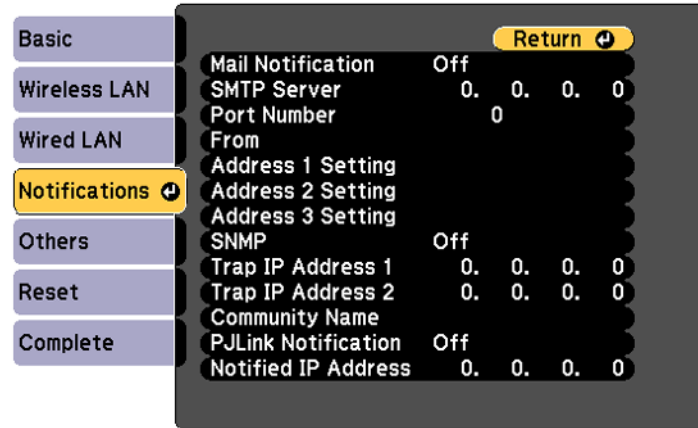 Basic
Wireless LAN
Wired LAN
Notifications
Others
Reset
Complete
Return
Mail Notification Off
SMTP Server 0. 0. 0. 0
Port Number 0
From
Address 1 Setting
Address 2 Setting
Address 3 Setting
SNMP Off
Trap IP Address 1 0. 0. 0. 0
Trap IP Address 2 0. 0. 0. 0
Community Name
PJLink Notification Off
Notified IP Address 0. 0. 0. 0